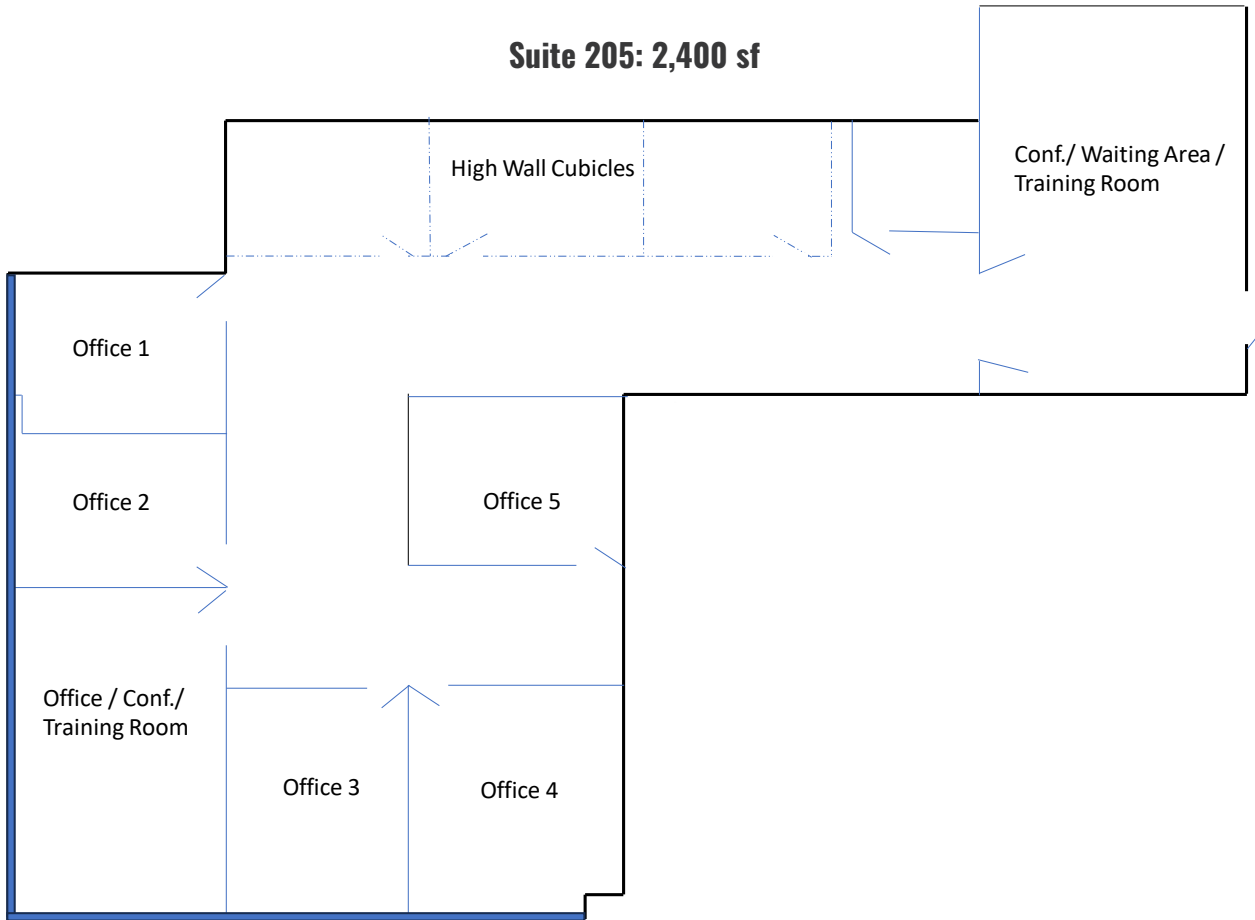 Suite 205: 2,400 sf
High Wall Cubicles
Conf./ Waiting Area /
Training Room
Office 1
Office 2
Office 5
Office / Conf./
Training Room
Office 3
Office 4